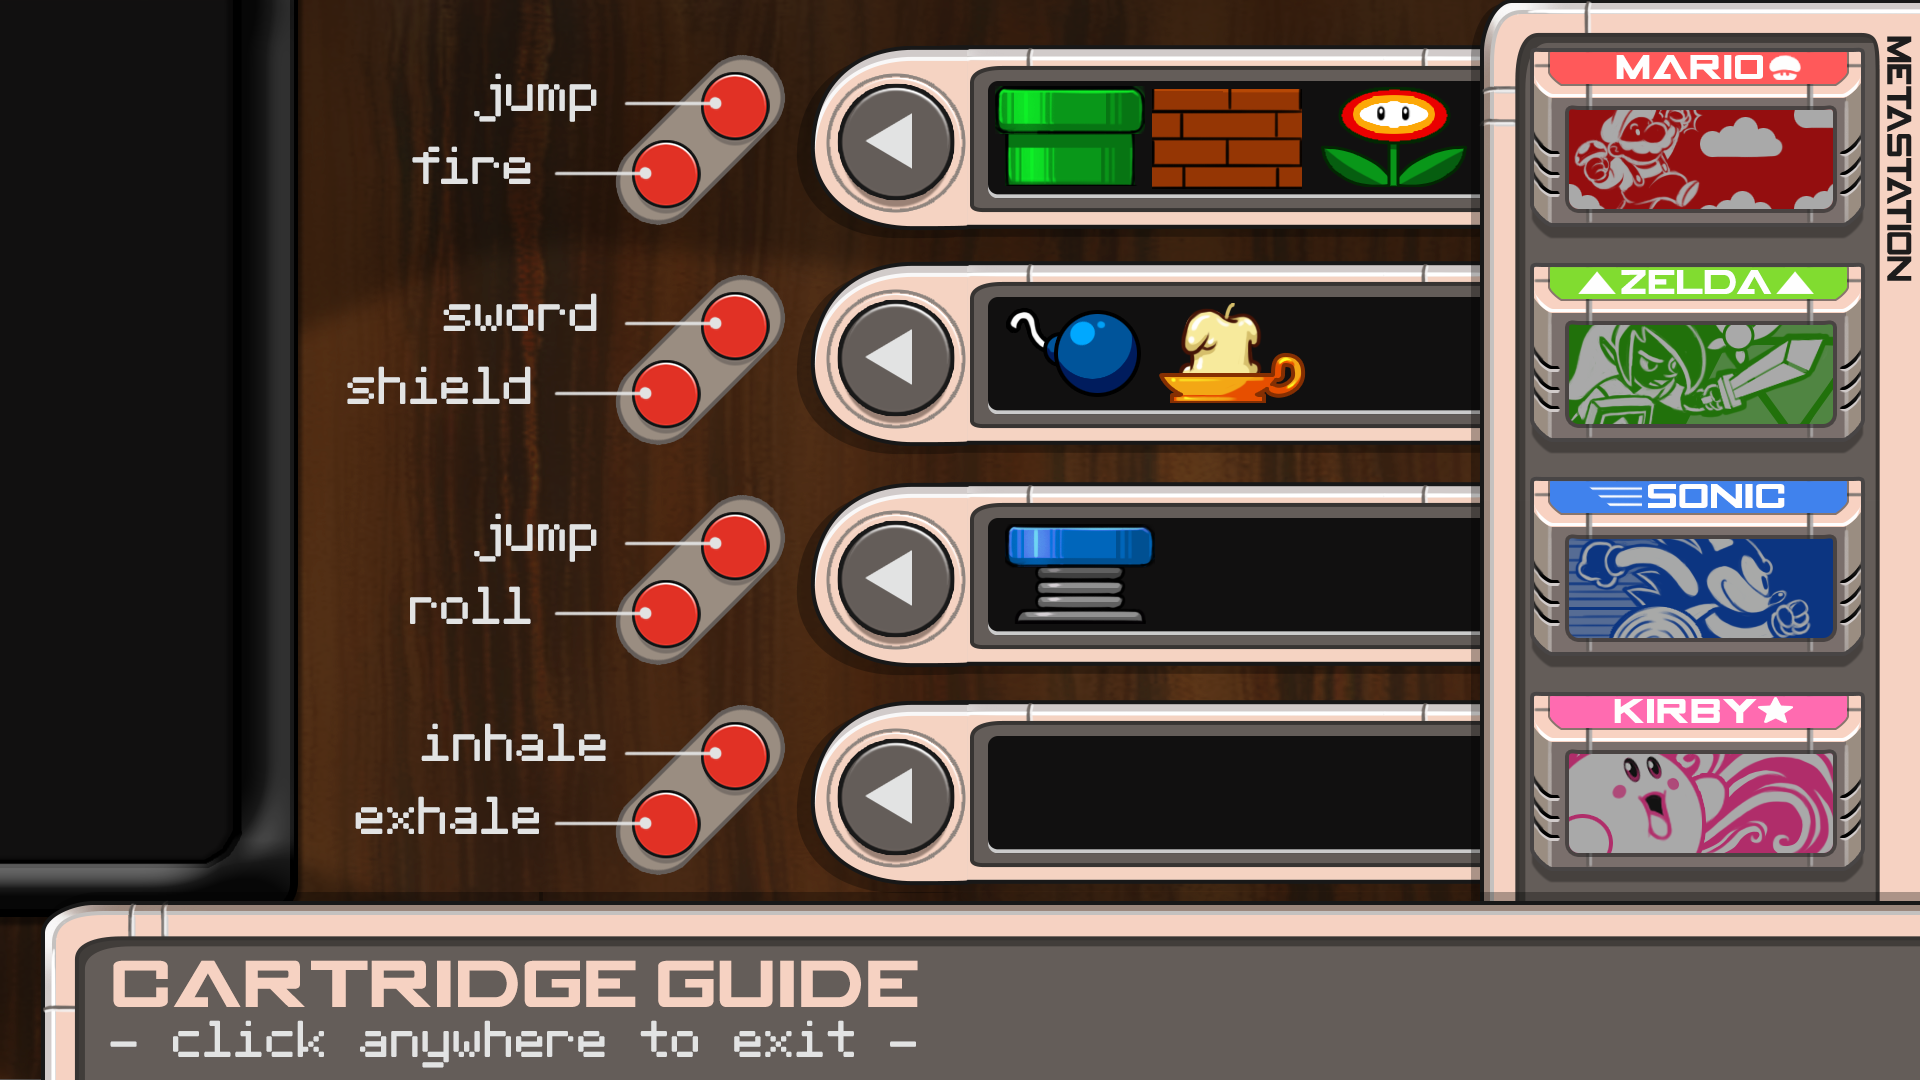 jump
fire
MARIO
sword
shield
ZELDA
jump
roll
SONIC
inhale
exhale
KIRBY
METASTATION
CARTRIDGE GUIDE
- click anywhere to exit -